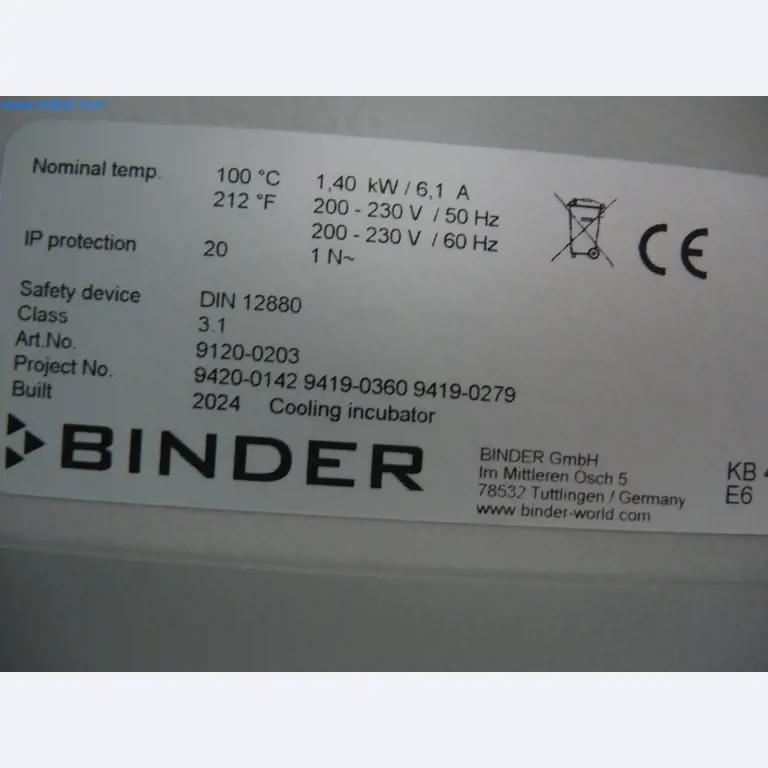 Nominal temp. 100 °C 1,40 kW / 6,1 A
212 °F 200 - 230 V / 50 Hz
200 - 230 V / 60 Hz
IP protection 20 1 N~
CE
Safety device DIN 12880
Class 3.1
Art.No. 9120-0203
Project No. 9420-0142 9419-0360 9419-0279
Built 2024 Cooling incubator
BINDER
BINDER GmbH
Im Mittleren Ösch 5
78532 Tuttlingen / Germany
www.binder-world.com
KB
E6